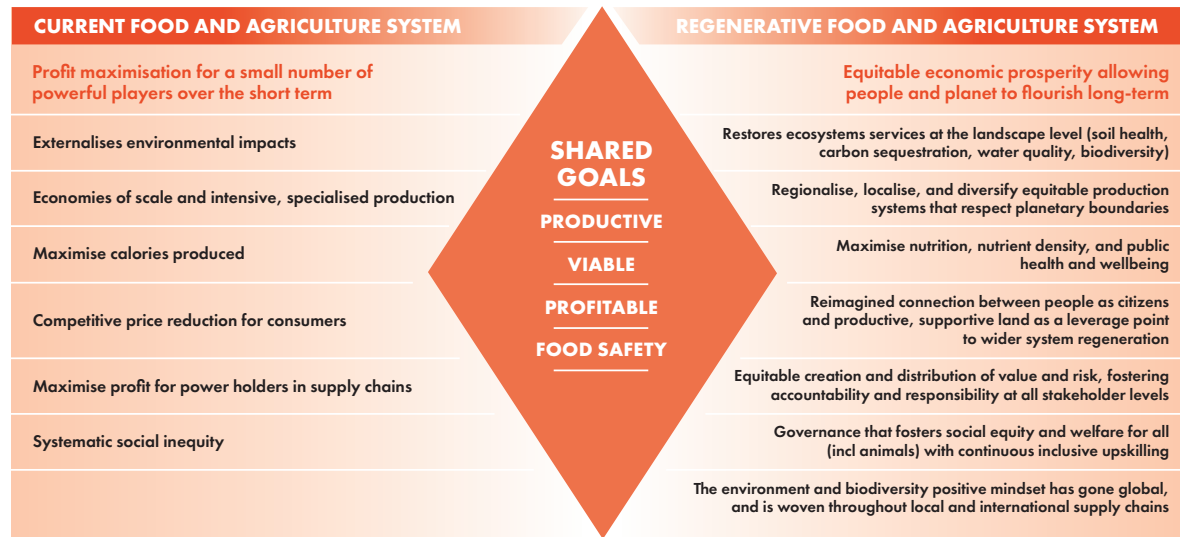 CURRENT FOOD AND AGRICULTURE SYSTEM
Profit maximisation for a small number of
powerful players over the short term
Externalises environmental impacts
Economies of scale and intensive, specialised production
Maximise calories produced
Competitive price reduction for consumers
Maximise profit for power holders in supply chains
Systematic social inequity
SHARED
GOALS
PRODUCTIVE
VIABLE
PROFITABLE
FOOD SAFETY
REGENERATIVE FOOD AND AGRICULTURE SYSTEM
Equitable economic prosperity allowing
people and planet to flourish long-term
Restores ecosystems services at the landscape level (soil health,
carbon sequestration, water quality, biodiversity)
Regionalise, localise, and diversify equitable production
systems that respect planetary boundaries
Maximise nutrition, nutrient density, and public
health and wellbeing
Reimagined connection between people as citizens
and productive, supportive land as a leverage point
to wider system regeneration
Equitable creation and distribution of value and risk, fostering
accountability and responsibility at all stakeholder levels
Governance that fosters social equity and welfare for all
(incl animals) with continuous inclusive upskilling
The environment and biodiversity positive mindset has gone global,
and is woven throughout local and international supply chains